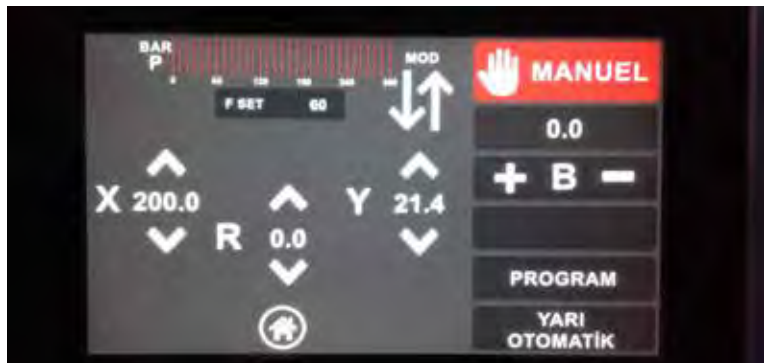 BAR
P
MOD
MANUEL
F SET 60
0.0
+ B −
X 200.0
Y 21.4
R 0.0
PROGRAM
YARI
OTOMATİK